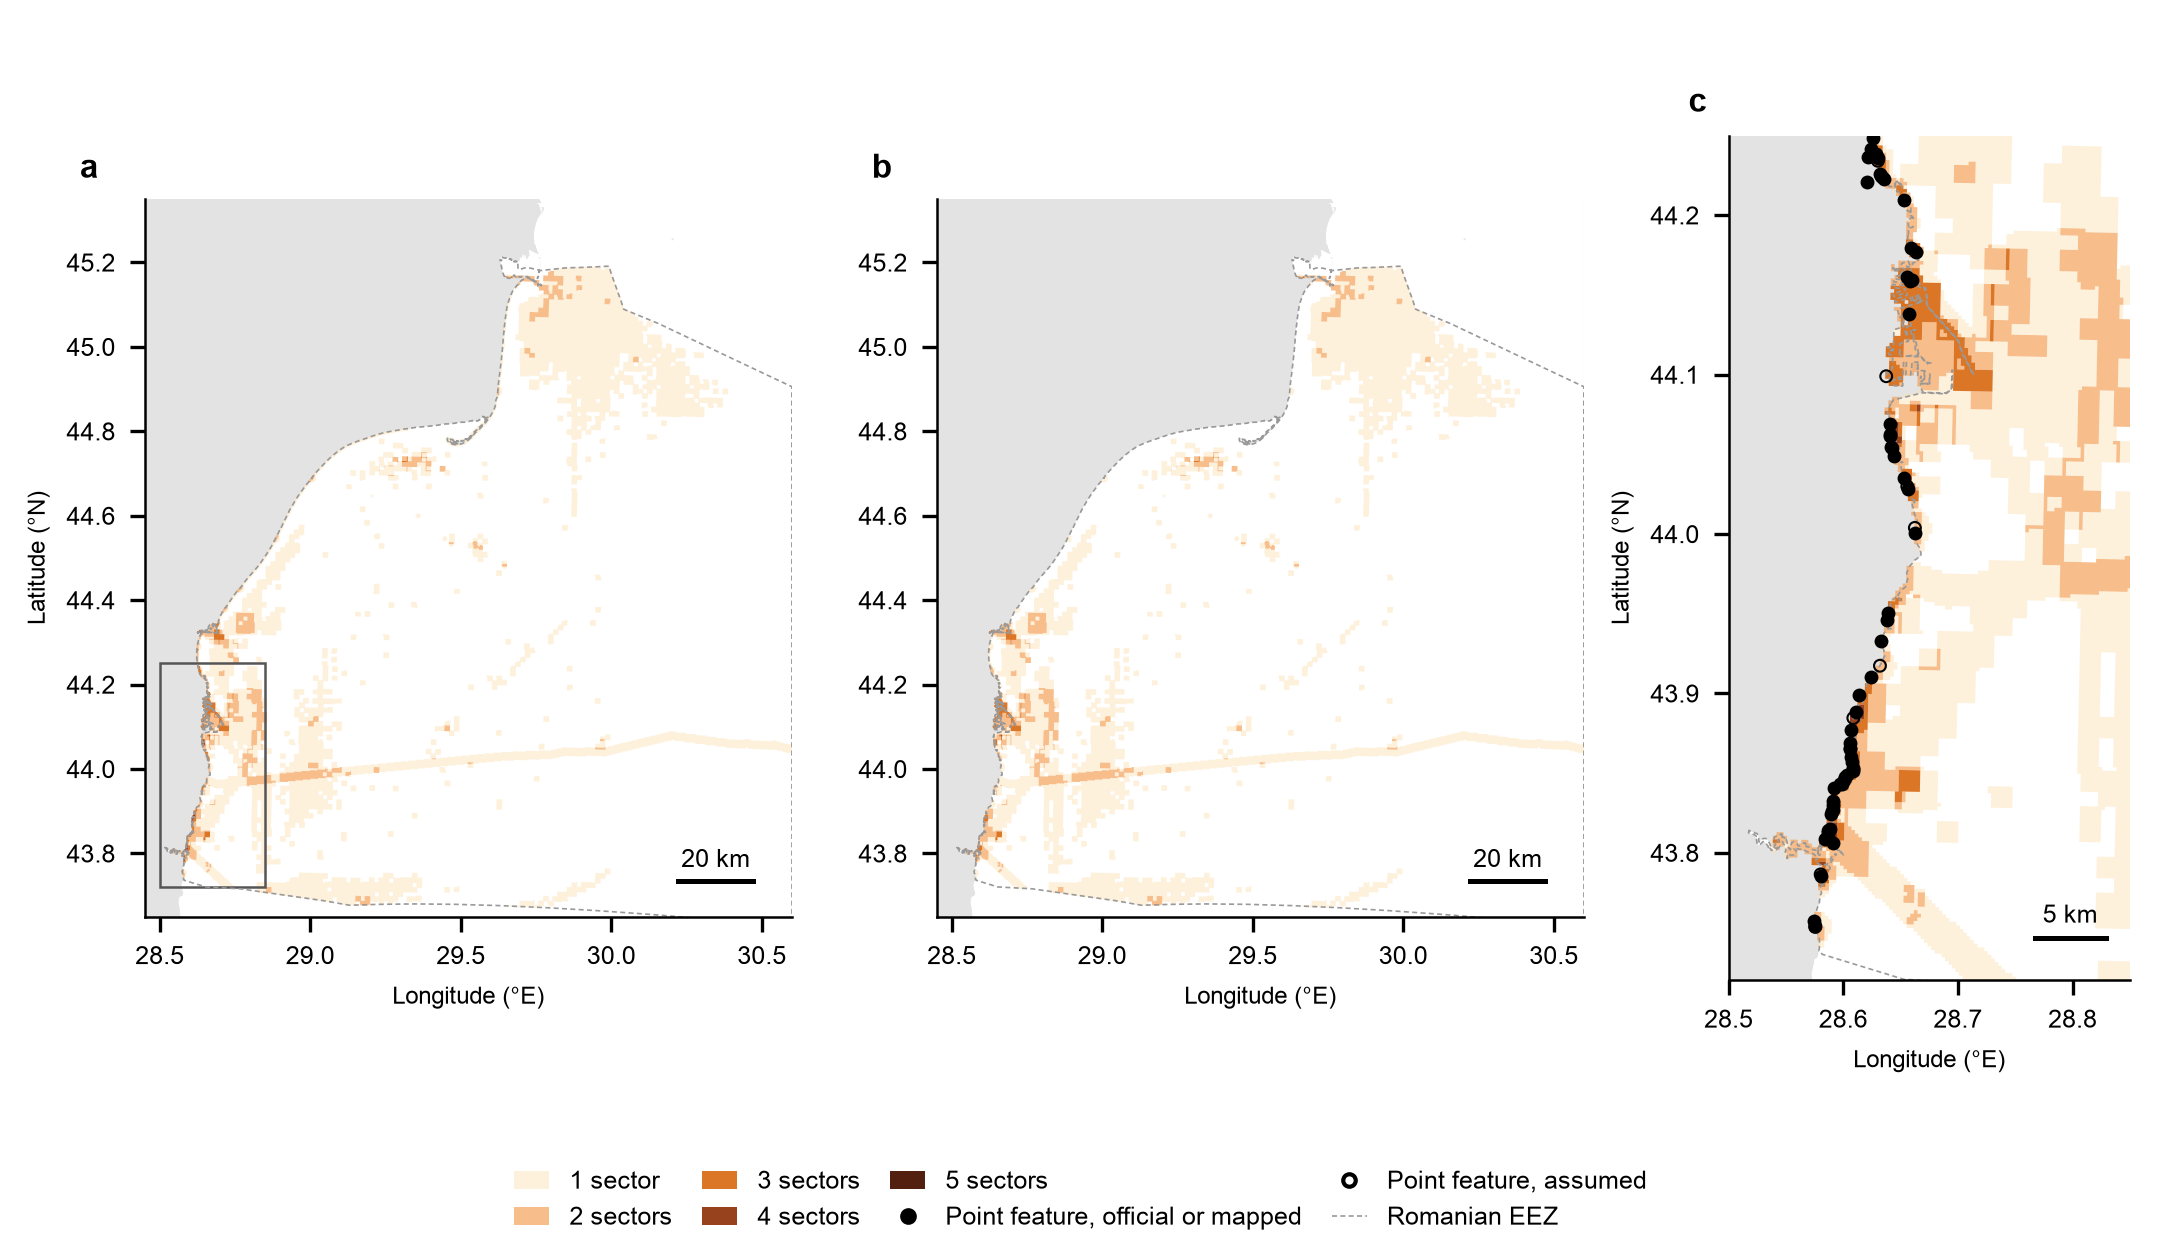 a
45.2
45.0
44.8
44.6
44.4
44.2
44.0
43.8
Latitude (°N)
28.5
29.0
29.5
30.0
30.5
Longitude (°E)
20 km
b
45.2
45.0
44.8
44.6
44.4
44.2
44.0
43.8
28.5
29.0
29.5
30.0
30.5
Longitude (°E)
20 km
c
44.2
44.1
44.0
43.9
43.8
Latitude (°N)
28.5
28.6
28.7
28.8
Longitude (°E)
5 km
1 sector
2 sectors
3 sectors
4 sectors
5 sectors
Point feature, official or mapped
Point feature, assumed
Romanian EEZ